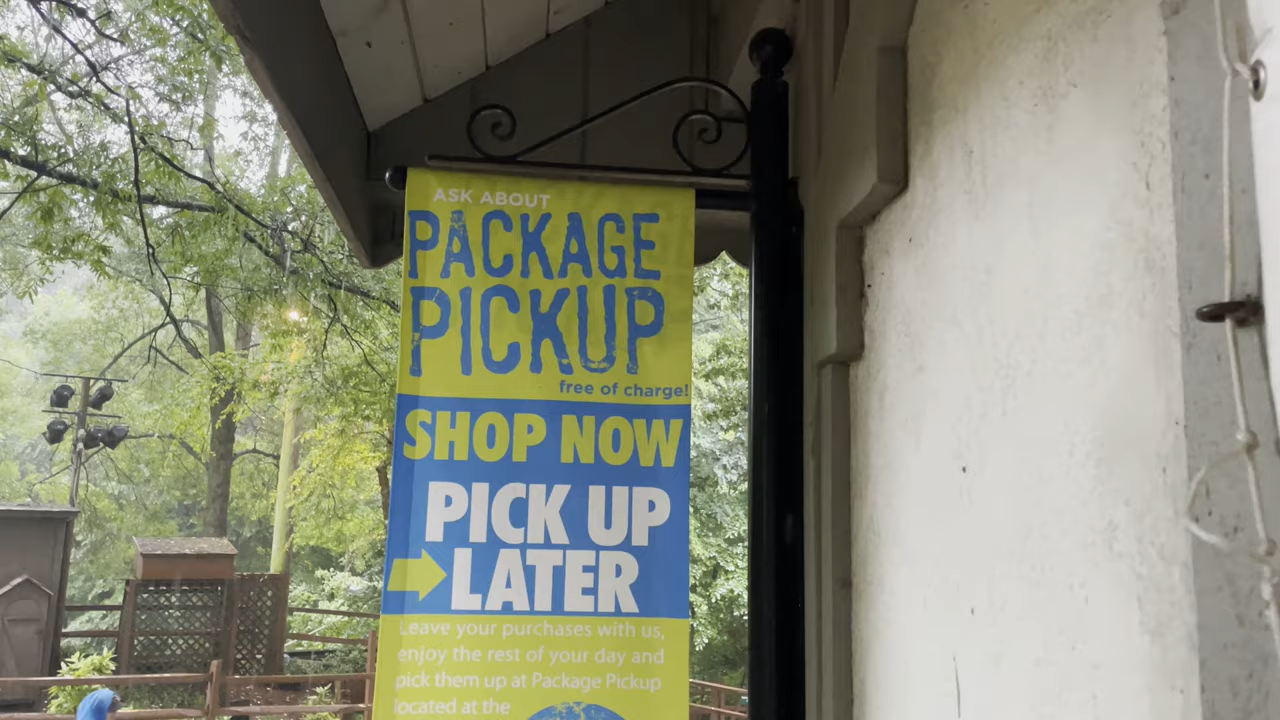 ASK ABOUT
PACKAGE
PICKUP
free of charge!
SHOP NOW
PICK UP
LATER
Leave your purchases with us,
enjoy the rest of your day and
pick them up at Package Pickup
located at the